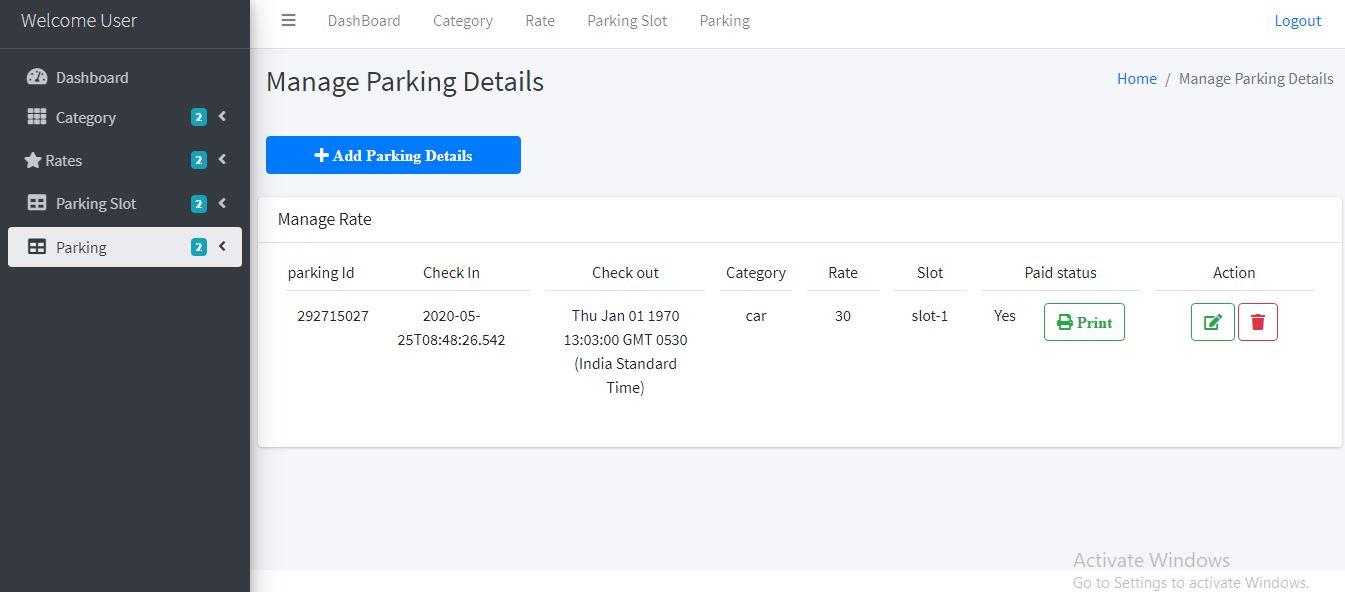 Welcome User
DashBoard Category Rate Parking Slot Parking Logout
Dashboard
Category 2
Rates 2
Parking Slot 2
Parking 2
Manage Parking Details
Home / Manage Parking Details
Add Parking Details
Manage Rate
parking Id Check In Check out Category Rate Slot Paid status Action
292715027 2020-05- Thu Jan 01 1970 car 30 slot-1 Yes Print
25T08:48:26.542 13:03:00 GMT 0530
(India Standard
Time)
Activate Windows
Go to Settings to activate Windows.